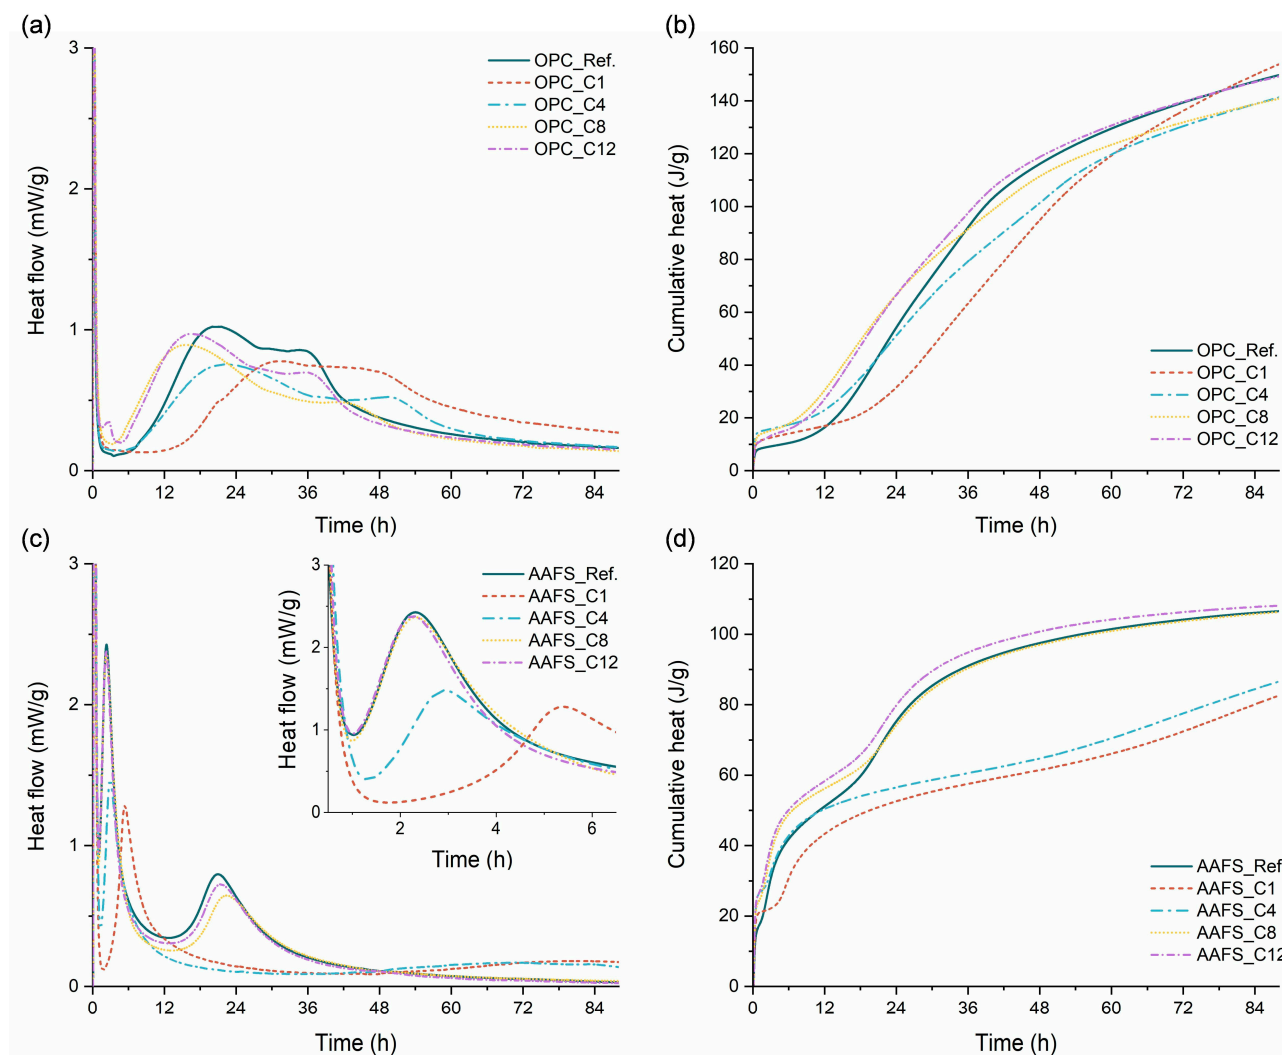 (a)
3
2
1
0
Heat flow (mW/g)
OPC_Ref.
OPC_C1
OPC_C4
OPC_C8
OPC_C12
0 12 24 36 48 60 72 84
Time (h)
(b)
160
140
120
100
80
60
40
20
0
Cumulative heat (J/g)
OPC_Ref.
OPC_C1
OPC_C4
OPC_C8
OPC_C12
0 12 24 36 48 60 72 84
Time (h)
(c)
3
2
1
0
Heat flow (mW/g)
3
2
1
0
Heat flow (mW/g)
AAFS_Ref.
AAFS_C1
AAFS_C4
AAFS_C8
AAFS_C12
2 4 6
Time (h)
0 12 24 36 48 60 72 84
Time (h)
(d)
120
100
80
60
40
20
0
Cumulative heat (J/g)
AAFS_Ref
AAFS_C1
AAFS_C4
AAFS_C8
AAFS_C12
0 12 24 36 48 60 72 84
Time (h)